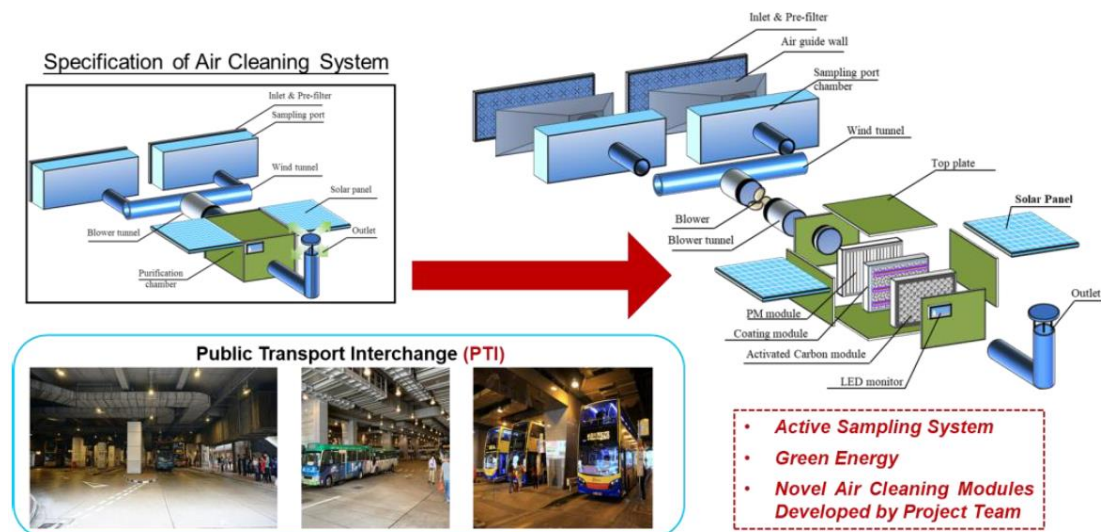 Specification of Air Cleaning System
Inlet & Pre-filter
Sampling port
Wind tunnel
Solar panel
Blower tunnel
Outlet
Purification
chamber
Inlet & Pre-filter
Air guide wall
Sampling port
chamber
Wind tunnel
Top plate
Blower
Solar Panel
Blower tunnel
Outlet
PM module
Coating module
Activated Carbon module
LED monitor
Public Transport Interchange (PTI)
• Active Sampling System
• Green Energy
• Novel Air Cleaning Modules
Developed by Project Team